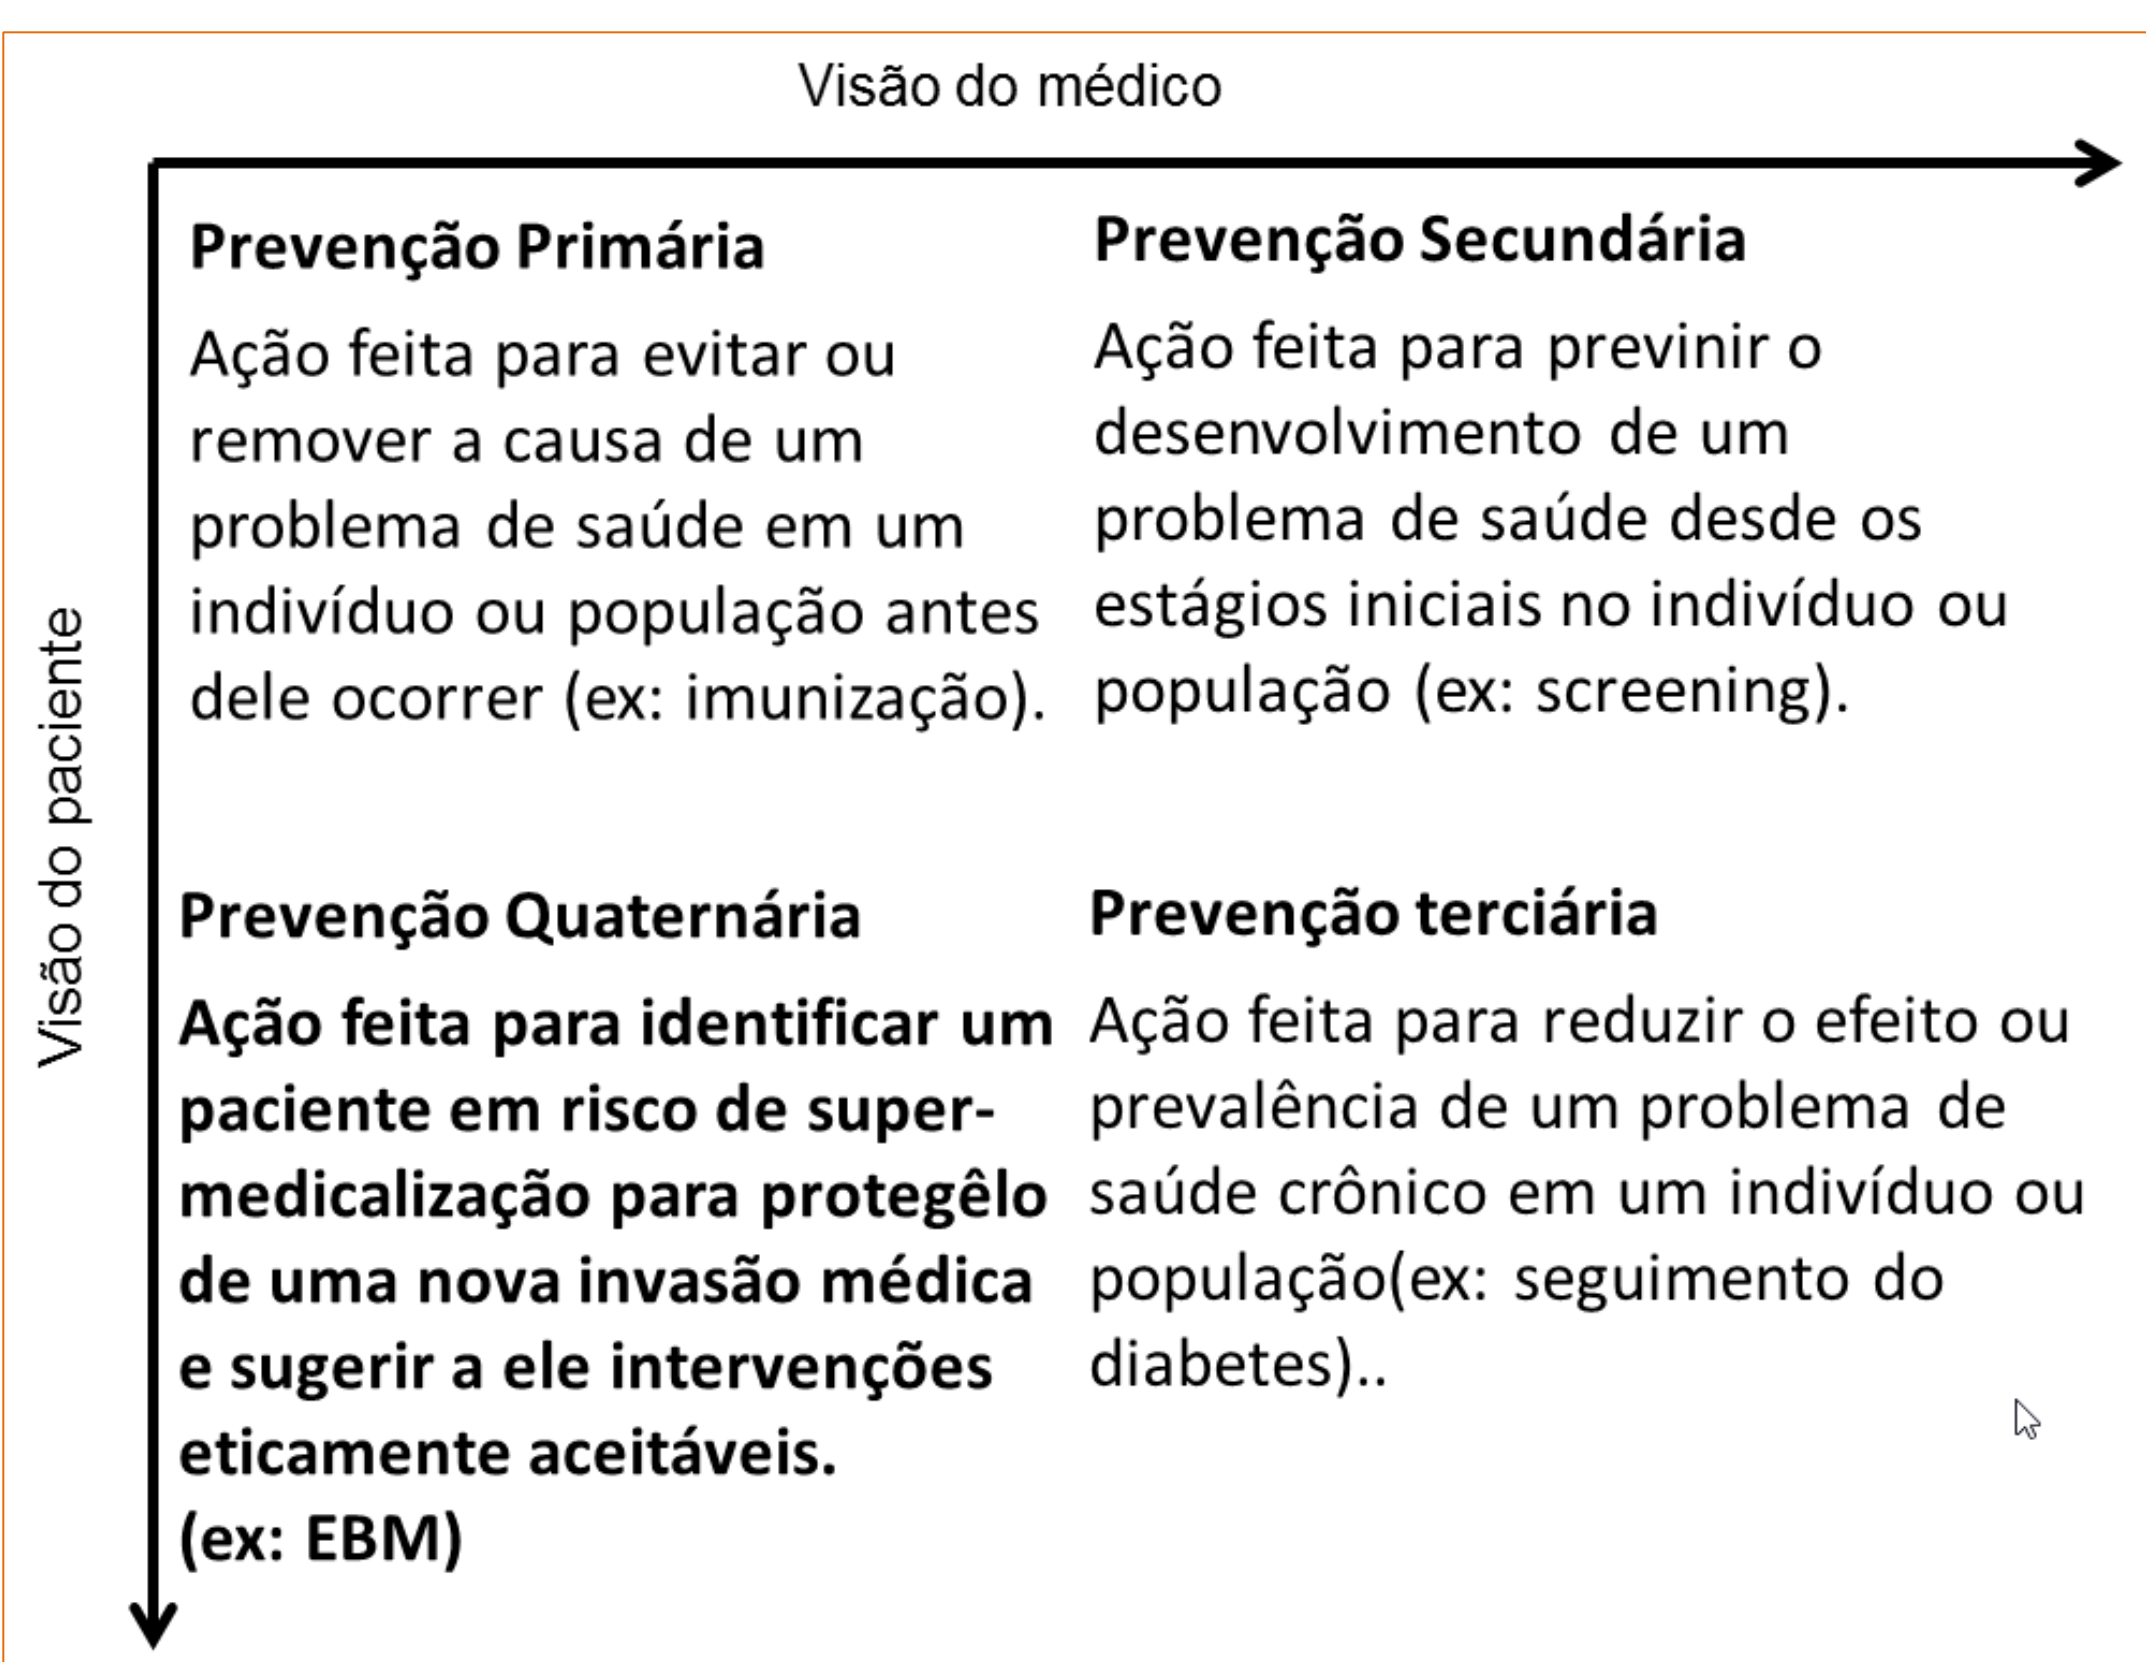 Visão do médico
Visão do paciente
Prevenção Primária
Ação feita para evitar ou
remover a causa de um
problema de saúde em um
indivíduo ou população antes
dele ocorrer (ex: imunização).
Prevenção Secundária
Ação feita para previnir o
desenvolvimento de um
problema de saúde desde os
estágios iniciais no indivíduo ou
população (ex: screening).
Prevenção Quaternária
Ação feita para identificar um
paciente em risco de super-
medicalização para protegêlo
de uma nova invasão médica
e sugerir a ele intervenções
eticamente aceitáveis.
(ex: EBM)
Prevenção terciária
Ação feita para reduzir o efeito ou
prevalência de um problema de
saúde crônico em um indivíduo ou
população(ex: seguimento do
diabetes)..